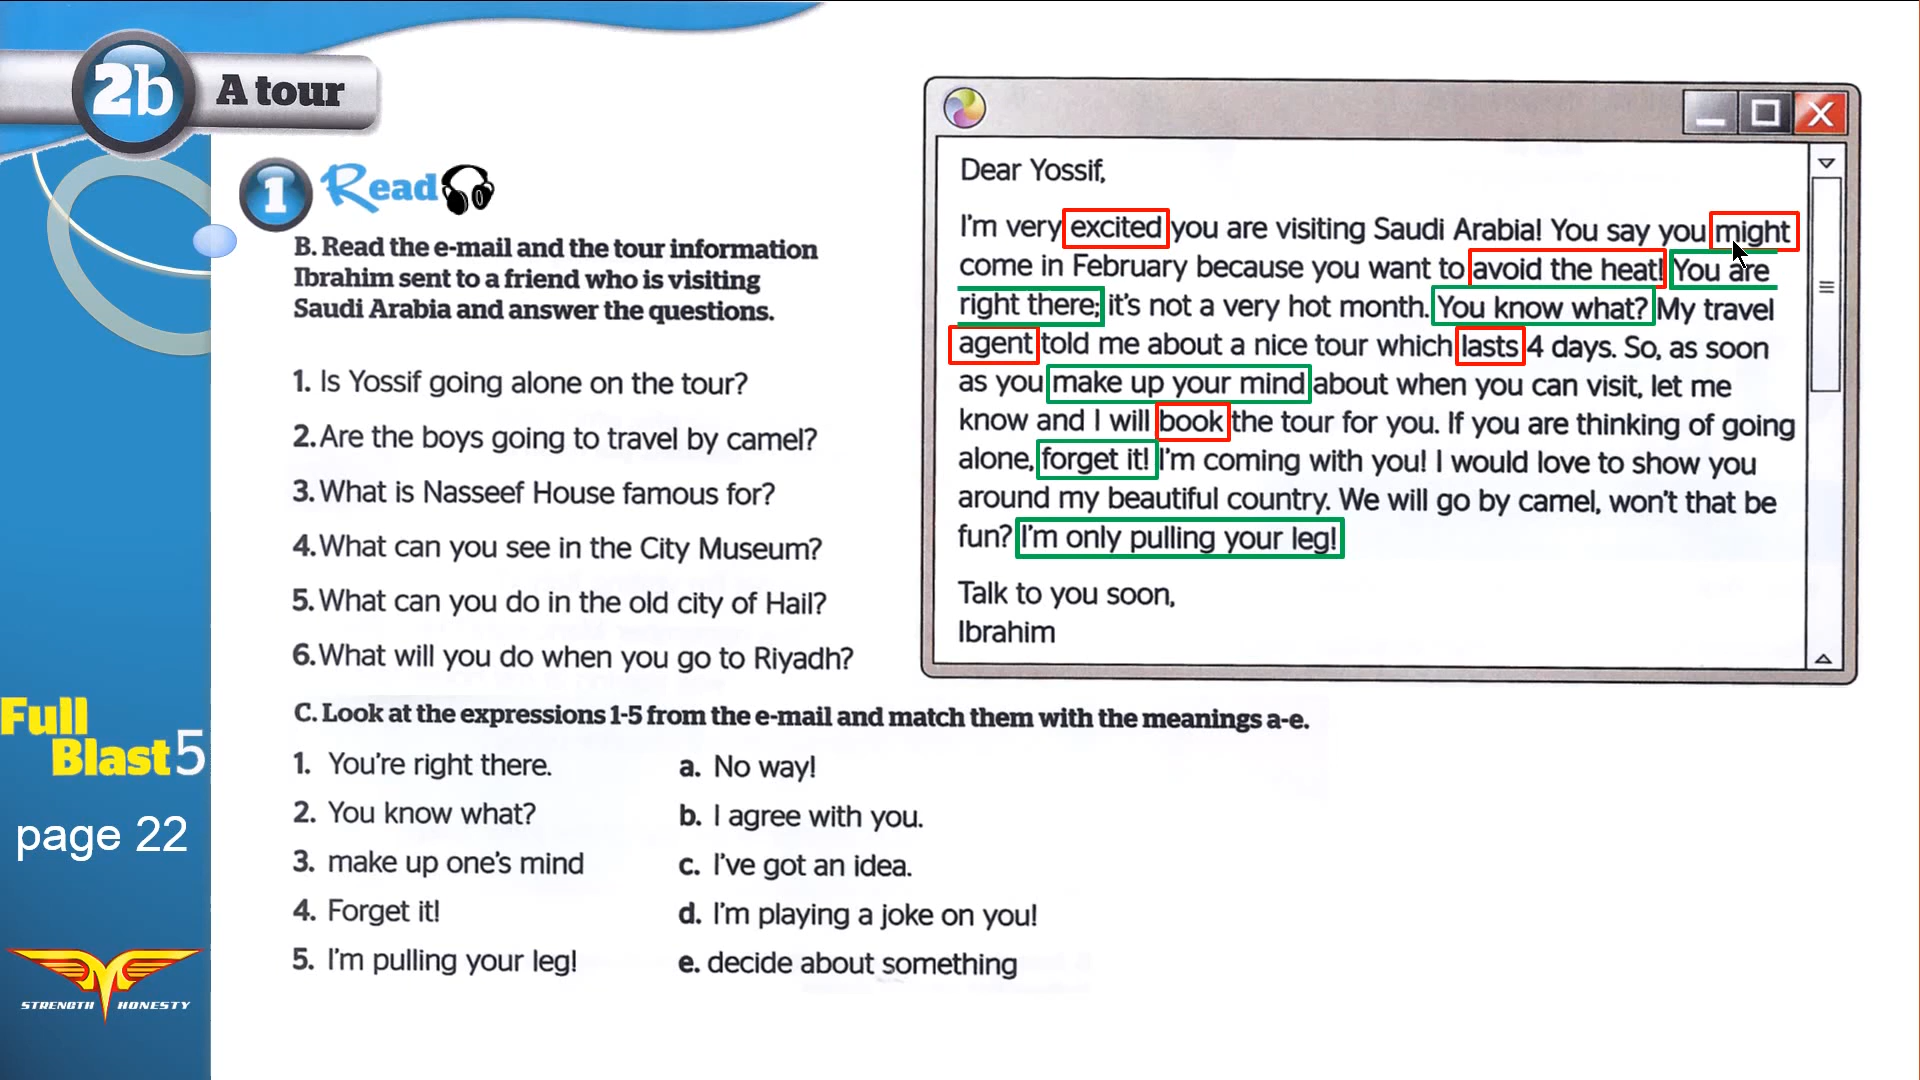 2b A tour
1 Read
B. Read the e-mail and the tour information
Ibrahim sent to a friend who is visiting
Saudi Arabia and answer the questions.
1. Is Yossif going alone on the tour?
2. Are the boys going to travel by camel?
3. What is Nasseef House famous for?
4. What can you see in the City Museum?
5. What can you do in the old city of Hail?
6. What will you do when you go to Riyadh?
Dear Yossif,
I'm very excited you are visiting Saudi Arabia! You say you might
come in February because you want to avoid the heat! You are
right there; it's not a very hot month. You know what? My travel
agent told me about a nice tour which lasts 4 days. So, as soon
as you make up your mind about when you can visit, let me
know and I will book the tour for you. If you are thinking of going
alone, forget it! I'm coming with you! I would love to show you
around my beautiful country. We will go by camel, won't that be
fun? I'm only pulling your leg!
Talk to you soon,
Ibrahim
C. Look at the expressions 1-5 from the e-mail and match them with the meanings a-e.
1. You're right there.
2. You know what?
3. make up one's mind
4. Forget it!
5. I'm pulling your leg!
a. No way!
b. I agree with you.
c. I've got an idea.
d. I'm playing a joke on you!
e. decide about something
Full
Blast 5
page 22
STRENGTH HONESTY